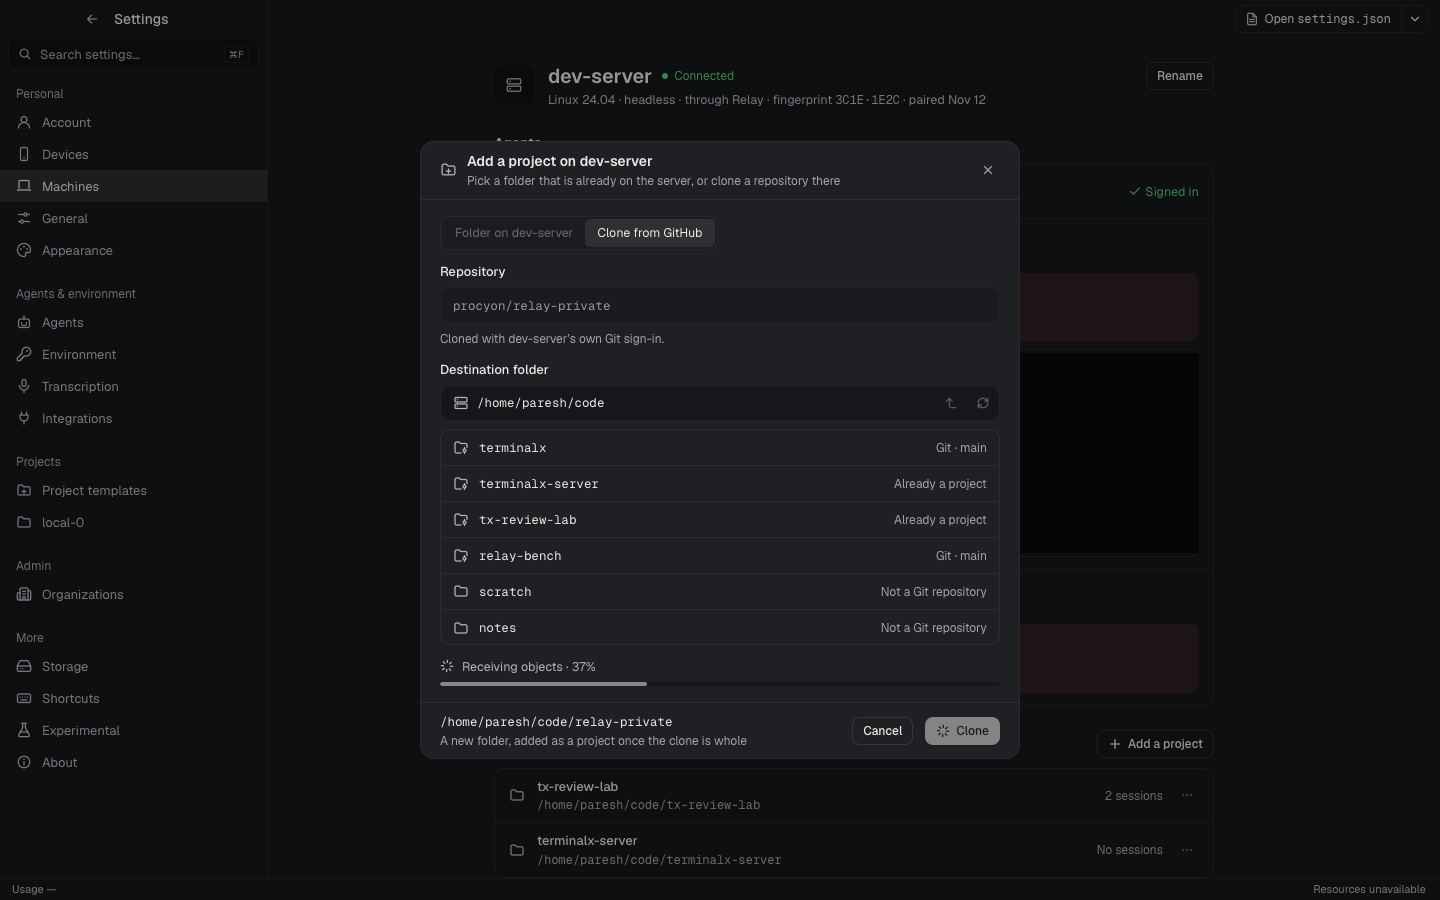 Settings
Open settings.json
Search settings...
⌘F
Personal
Account
Devices
Machines
General
Appearance
Agents & environment
Agents
Environment
Transcription
Integrations
Projects
Project templates
local-0
Admin
Organizations
More
Storage
Shortcuts
Experimental
About
dev-server
Connected
Rename
Linux 24.04 · headless · through Relay · fingerprint 3C1E·1E2C · paired Nov 12
Agents
Signed in
Add a project on dev-server
Pick a folder that is already on the server, or clone a repository there
Folder on dev-server
Clone from GitHub
Repository
procyon/relay-private
Cloned with dev-server's own Git sign-in.
Destination folder
/home/paresh/code
terminalx
Git · main
terminalx-server
Already a project
tx-review-lab
Already a project
relay-bench
Git · main
scratch
Not a Git repository
notes
Not a Git repository
Receiving objects · 37%
/home/paresh/code/relay-private
A new folder, added as a project once the clone is whole
Cancel
Clone
Add a project
tx-review-lab
/home/paresh/code/tx-review-lab
2 sessions
terminalx-server
/home/paresh/code/terminalx-server
No sessions
Usage —
Resources unavailable